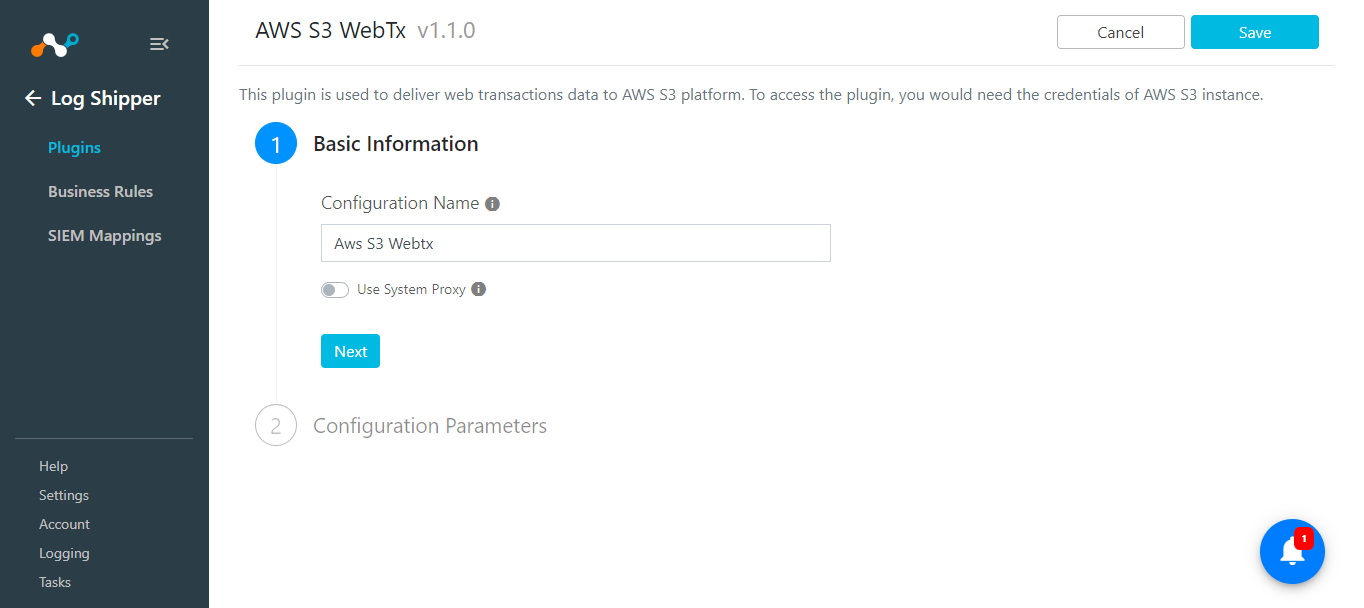 Log Shipper
Plugins
Business Rules
SIEM Mappings
Help
Settings
Account
Logging
Tasks
AWS S3 WebTx v1.1.0
Cancel
Save
This plugin is used to deliver web transactions data to AWS S3 platform. To access the plugin, you would need the credentials of AWS S3 instance.
1 Basic Information
Configuration Name
Aws S3 Webtx
Use System Proxy
Next
2 Configuration Parameters
1